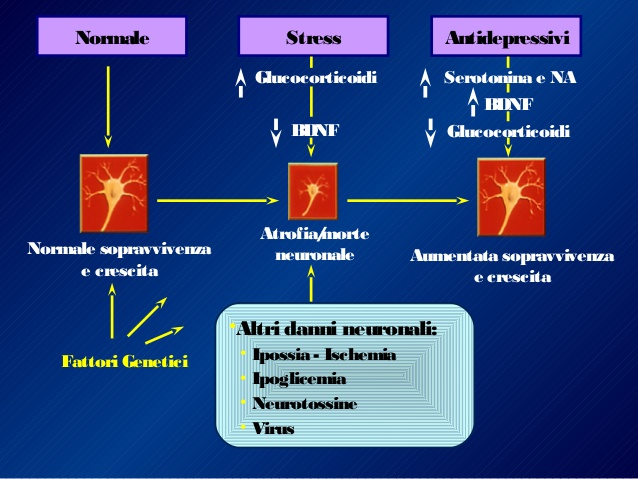 Normale
Stress
Antidepressivi
Glucocorticoidi
BDNF
Serotonina e NA
BDNF
Glucocorticoidi
Normale sopravvivenza
e crescita
Atrofia/morte
neuronale
Aumentata sopravvivenza
e crescita
Fattori Genetici
•Altri danni neuronali:
• Ipossia - Ischemia
• Ipoglicemia
• Neurotossine
• Virus